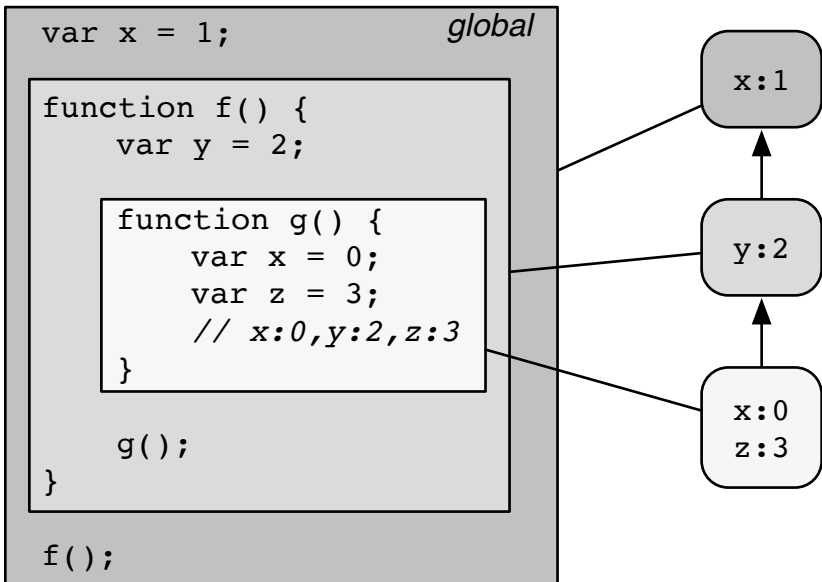 var x = 1; global
function f() {
var y = 2;
function g() {
var x = 0;
var z = 3;
// x:0,y:2,z:3
}
g();
}
f();
x:1
y:2
x:0
z:3